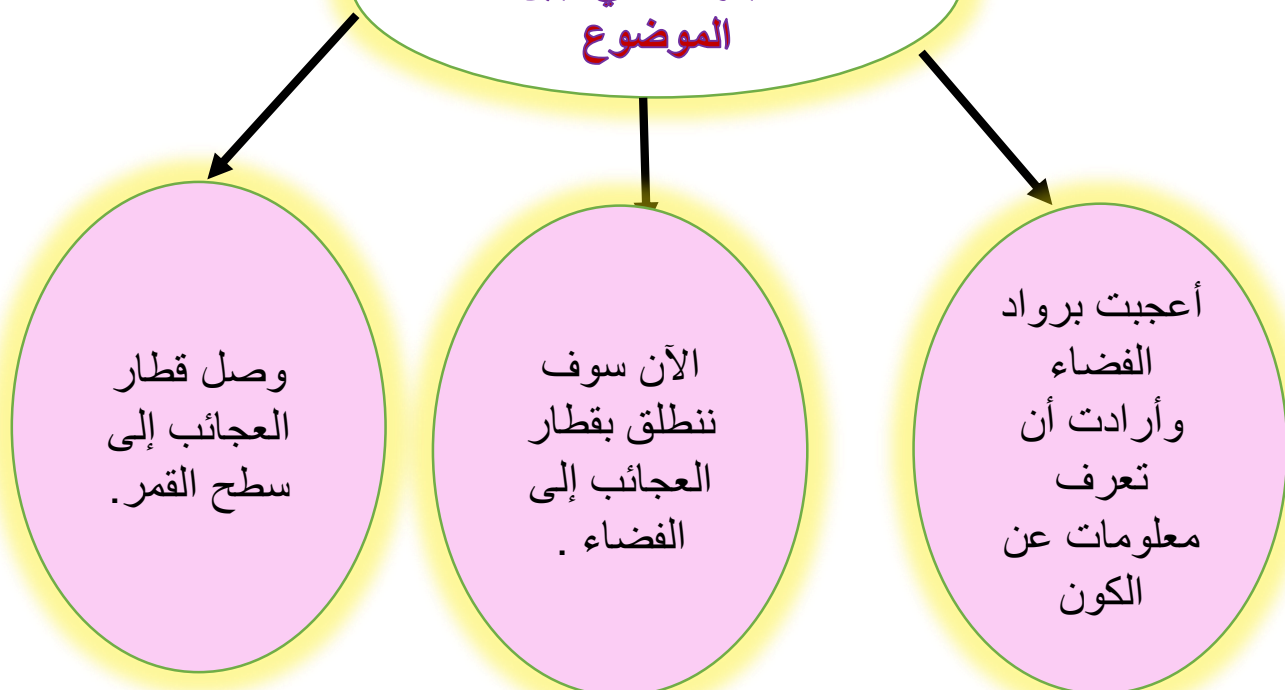 الموضوع
أعجبت برواد
الفضاء
وأرادت أن
تعرف
معلومات عن
الكون
الآن سوف
ننطلق بقطار
العجائب إلى
الفضاء .
وصل قطار
العجائب إلى
سطح القمر.